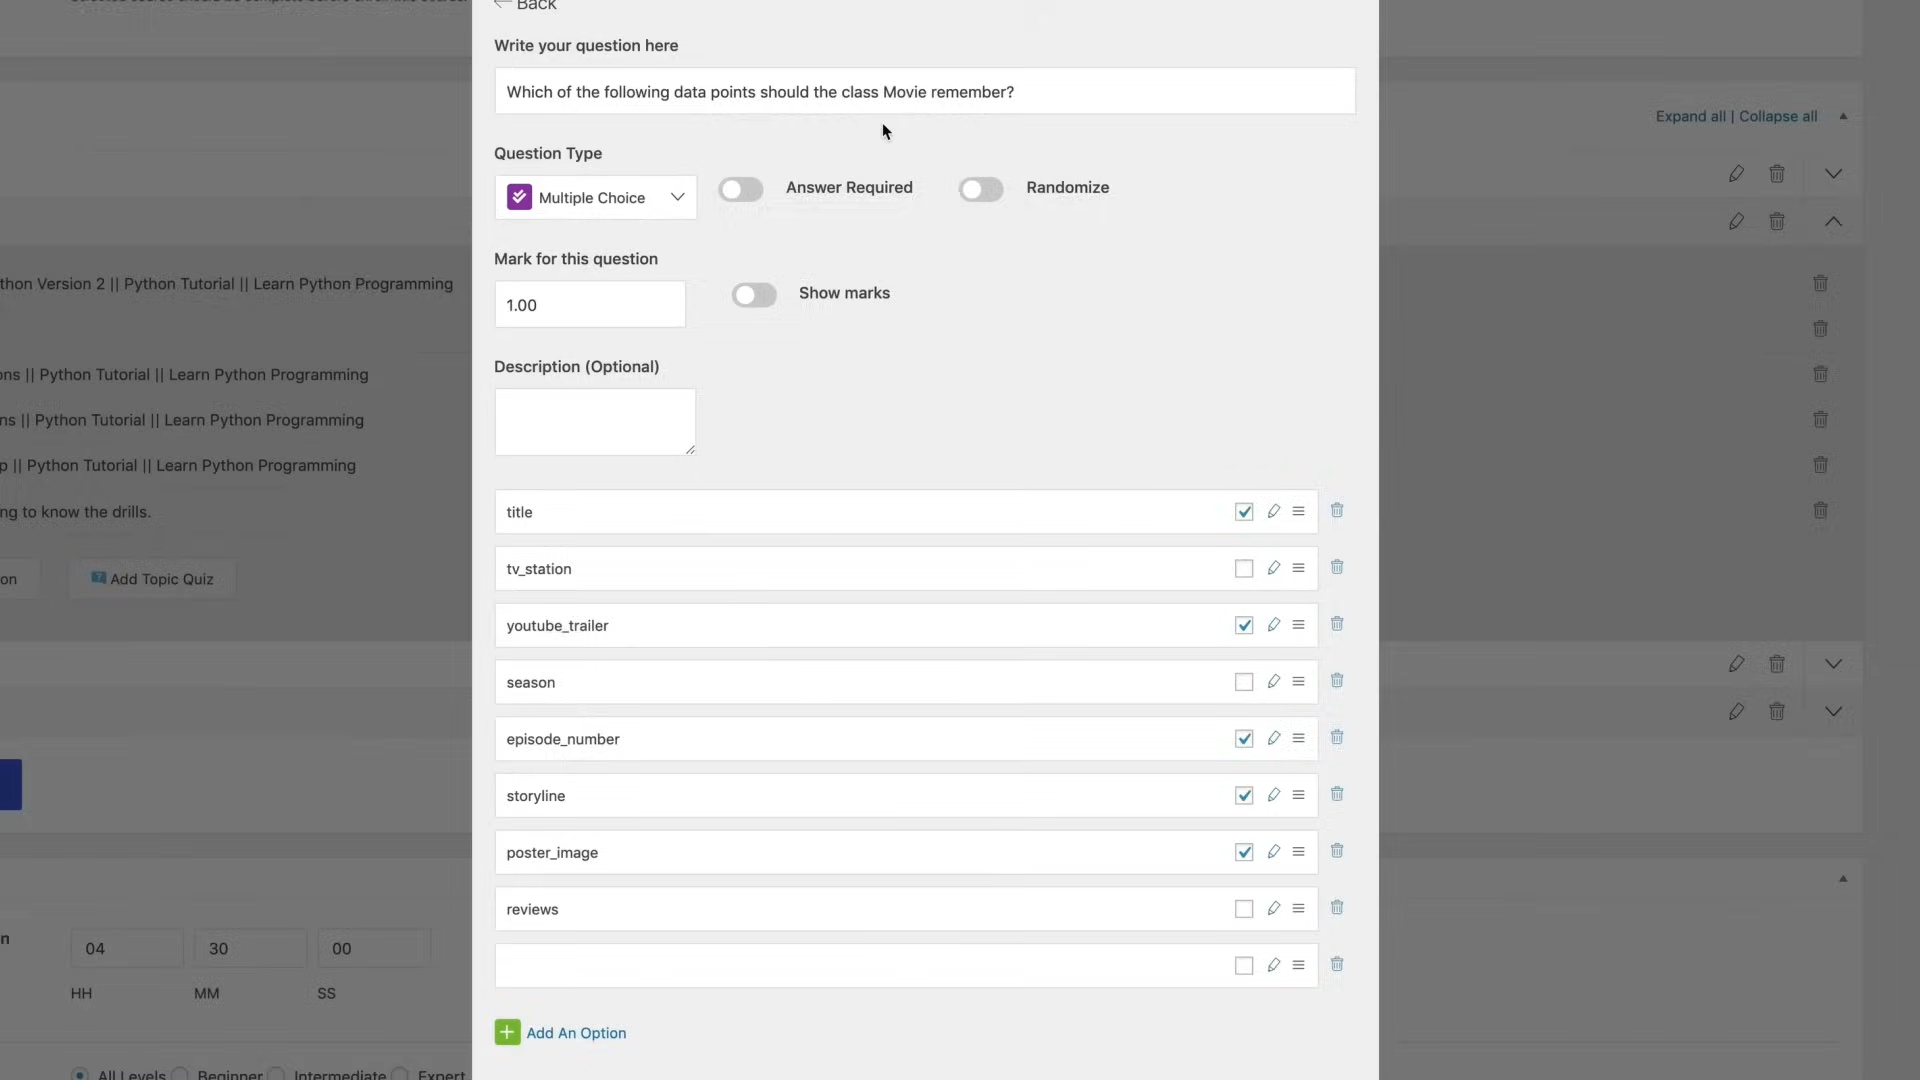 Back
Write your question here
Which of the following data points should the class Movie remember?
Expand all | Collapse all
Question Type
Multiple Choice
Answer Required
Randomize
Mark for this question
thon Version 2 || Python Tutorial || Learn Python Programming
1.00
Show marks
Description (Optional)
ons || Python Tutorial || Learn Python Programming
ns || Python Tutorial || Learn Python Programming
p || Python Tutorial || Learn Python Programming
ng to know the drills.
title
tv_station
on
Add Topic Quiz
youtube_trailer
season
episode_number
storyline
poster_image
reviews
n
04
30
00
HH
MM
SS
Add An Option
All Levels
Beginner
Intermediate
Expert